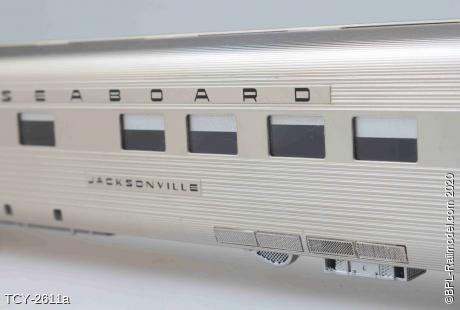 SEABOARD
JACKSONVILLE
TCY-2611a
©BPL-Railmodel.com 2020